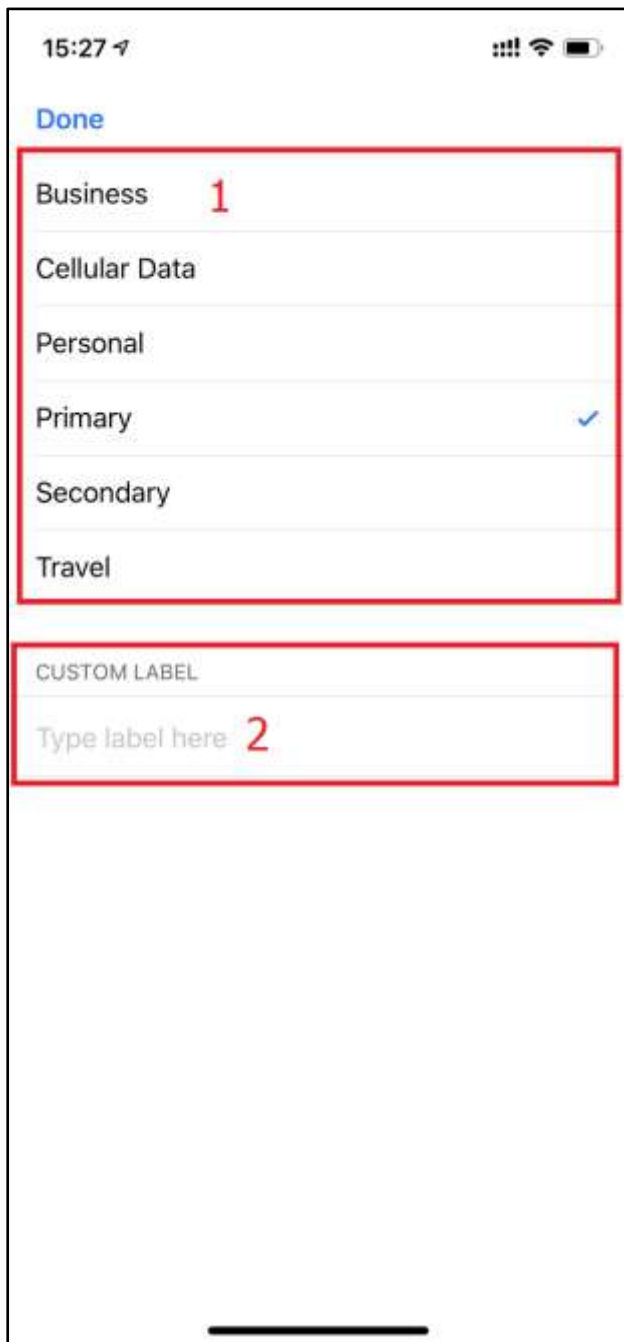 15:27
Done
Business 1
Cellular Data
Personal
Primary
Secondary
Travel
CUSTOM LABEL
Type label here 2